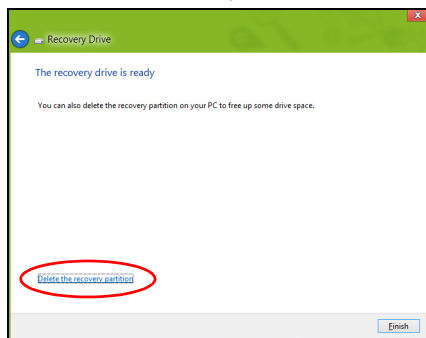 Recovery Drive
The recovery drive is ready
You can also delete the recovery partition on your PC to free up some drive space.
Delete the recovery partition
Finish